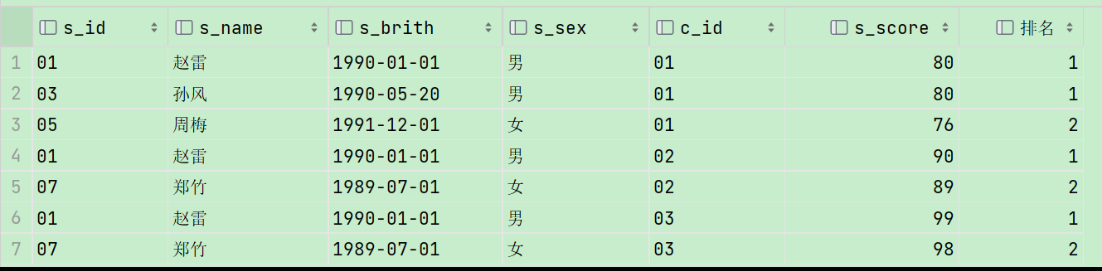 s_id s_name s_brith s_sex c_id s_score 排名
1 01 赵雷 1990-01-01 男 01 80 1
2 03 孙风 1990-05-20 男 01 80 1
3 05 周梅 1991-12-01 女 01 76 2
4 01 赵雷 1990-01-01 男 02 90 1
5 07 郑竹 1989-07-01 女 02 89 2
6 01 赵雷 1990-01-01 男 03 99 1
7 07 郑竹 1989-07-01 女 03 98 2